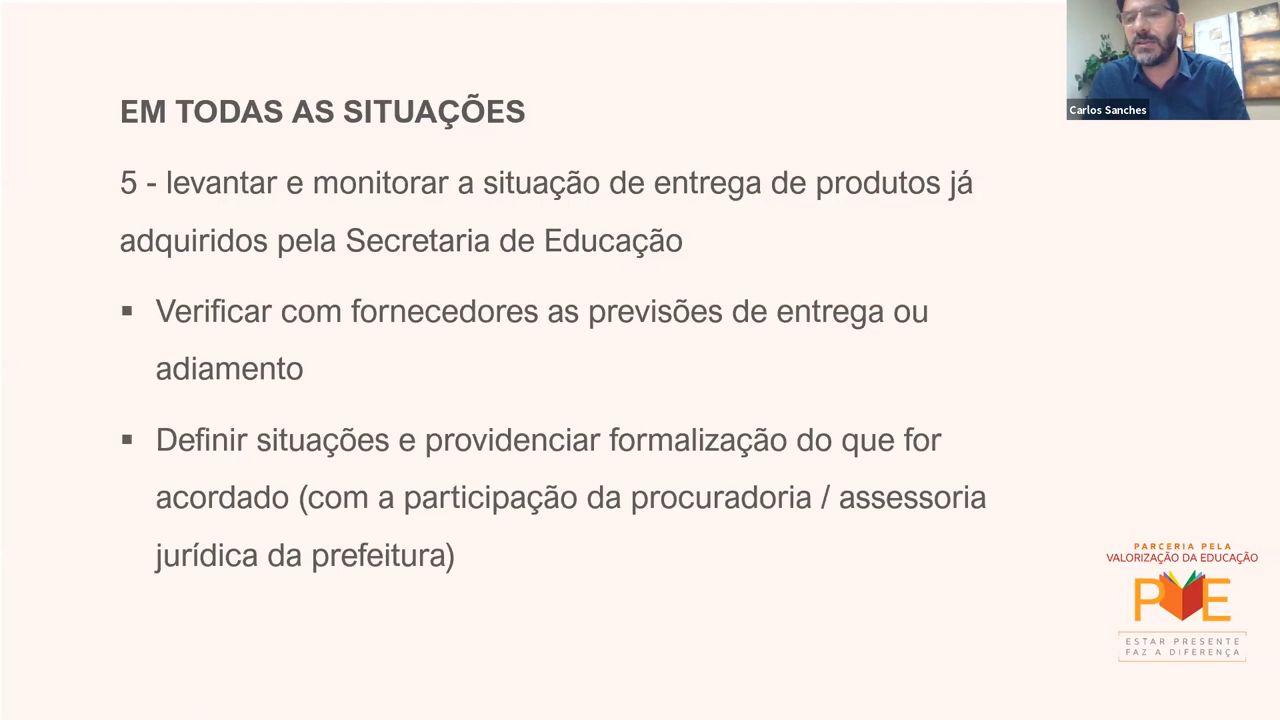 EM TODAS AS SITUAÇÕES
5 - levantar e monitorar a situação de entrega de produtos já
adquiridos pela Secretaria de Educação
▪ Verificar com fornecedores as previsões de entrega ou
adiamento
▪ Definir situações e providenciar formalização do que for
acordado (com a participação da procuradoria / assessoria
jurídica da prefeitura)
Carlos Sanches
PARCERIA PELA
VALORIZAÇÃO DA EDUCAÇÃO
PVE
ESTAR PRESENTE
FAZ A DIFERENÇA